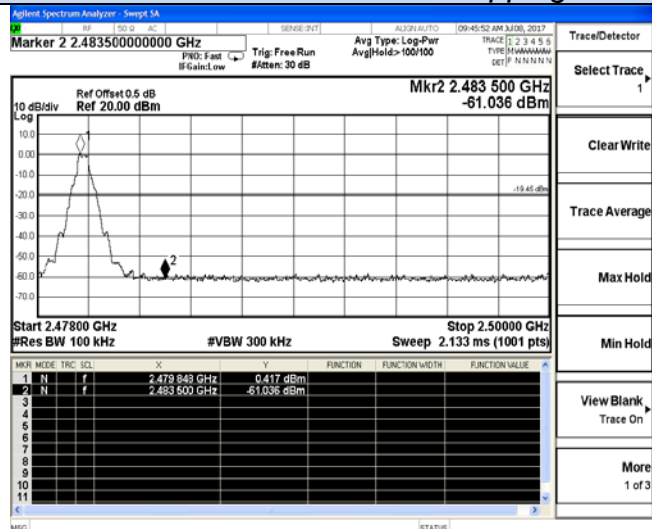 Agilent Spectrum Analyzer - Swept SA
RF 50 Ω AC SENSE:INT ALIGN AUTO 09:45:52 AM Jul 08, 2017
Marker 2 2.483500000000 GHz
PNO: Fast
IFGain:Low
Trig: Free Run
#Atten: 30 dB
Avg Type: Log-Pwr
Avg|Hold:>100/100
TRACE 1 2 3 4 5 6
TYPE MWWWWW
DET P N N N N N
Ref Offset 0.5 dB
Ref 20.00 dBm
10 dB/div
Log
Mkr2 2.483 500 GHz
-61.036 dBm
1
10.0
0.00
-10.0
-19.45 dBm
-20.0
-30.0
-40.0
-50.0
2
-60.0
-70.0
Start 2.47800 GHz
Stop 2.50000 GHz
#Res BW 100 kHz
#VBW 300 kHz
Sweep 2.133 ms (1001 pts)
MKR MODE TRC SCL X Y FUNCTION FUNCTION WIDTH FUNCTION VALUE
1 N f 2.479 848 GHz 0.417 dBm
2 N f 2.483 500 GHz -61.036 dBm
3
4
5
6
7
8
9
10
11
MSG
STATUS
Trace/Detector
Select Trace
1
Clear Write
Trace Average
Max Hold
Min Hold
View Blank
Trace On
More
1 of 3